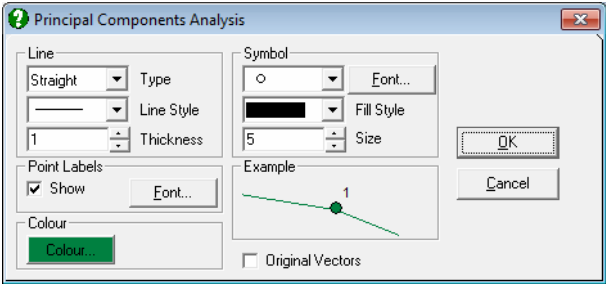 Principal Components Analysis
Line
Straight
Type
Line Style
1
Thickness
Symbol
Font...
Fill Style
5
Size
OK
Cancel
Point Labels
Show
Font...
Example
1
Colour
Colour...
Original Vectors